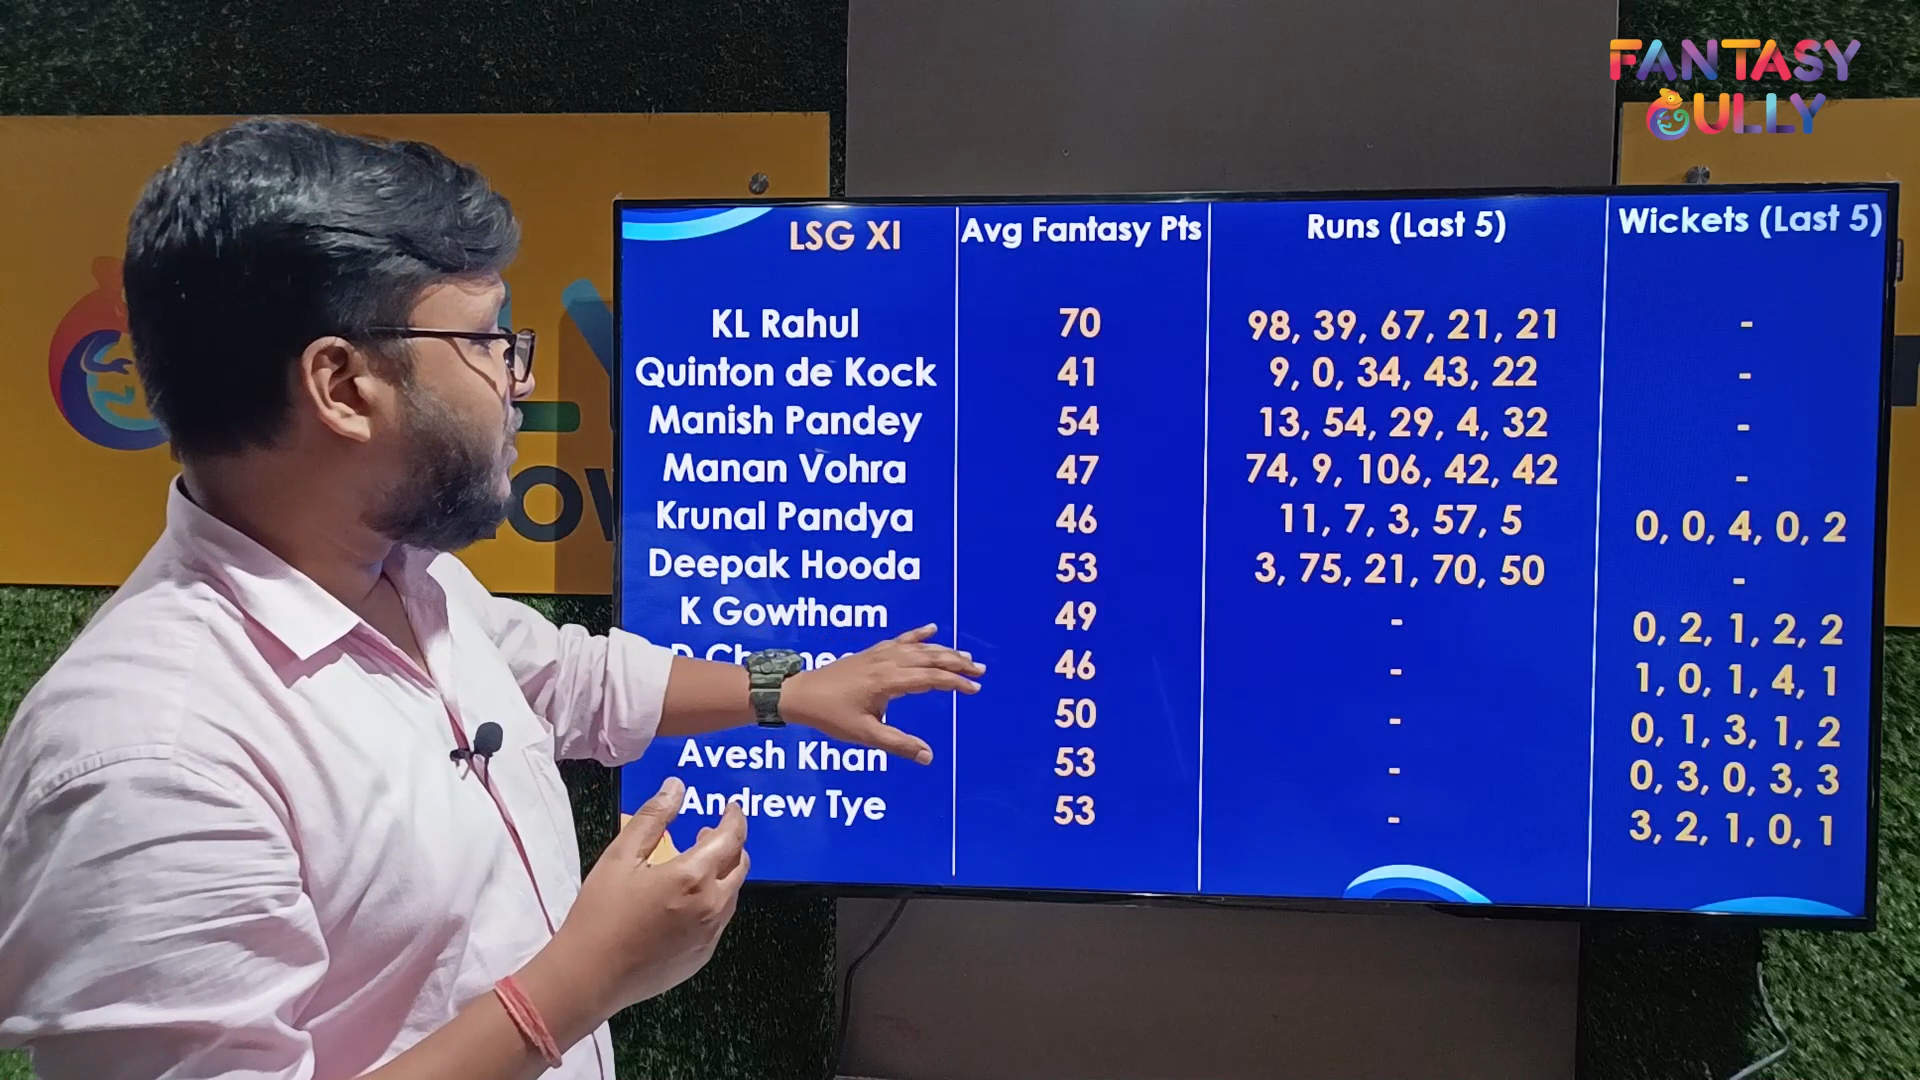 FANTASY
GULLY
LSG XI Avg Fantasy Pts Runs (Last 5) Wickets (Last 5)
KL Rahul 70 98, 39, 67, 21, 21 -
Quinton de Kock 41 9, 0, 34, 43, 22 -
Manish Pandey 54 13, 54, 29, 4, 32 -
Manan Vohra 47 74, 9, 106, 42, 42 -
Krunal Pandya 46 11, 7, 3, 57, 5 0, 0, 4, 0, 2
Deepak Hooda 53 3, 75, 21, 70, 50 -
K Gowtham 49 - 0, 2, 1, 2, 2
D 46 - 1, 0, 1, 4, 1
50 - 0, 1, 3, 1, 2
Avesh Khan 53 - 0, 3, 0, 3, 3
Andrew Tye 53 - 3, 2, 1, 0, 1